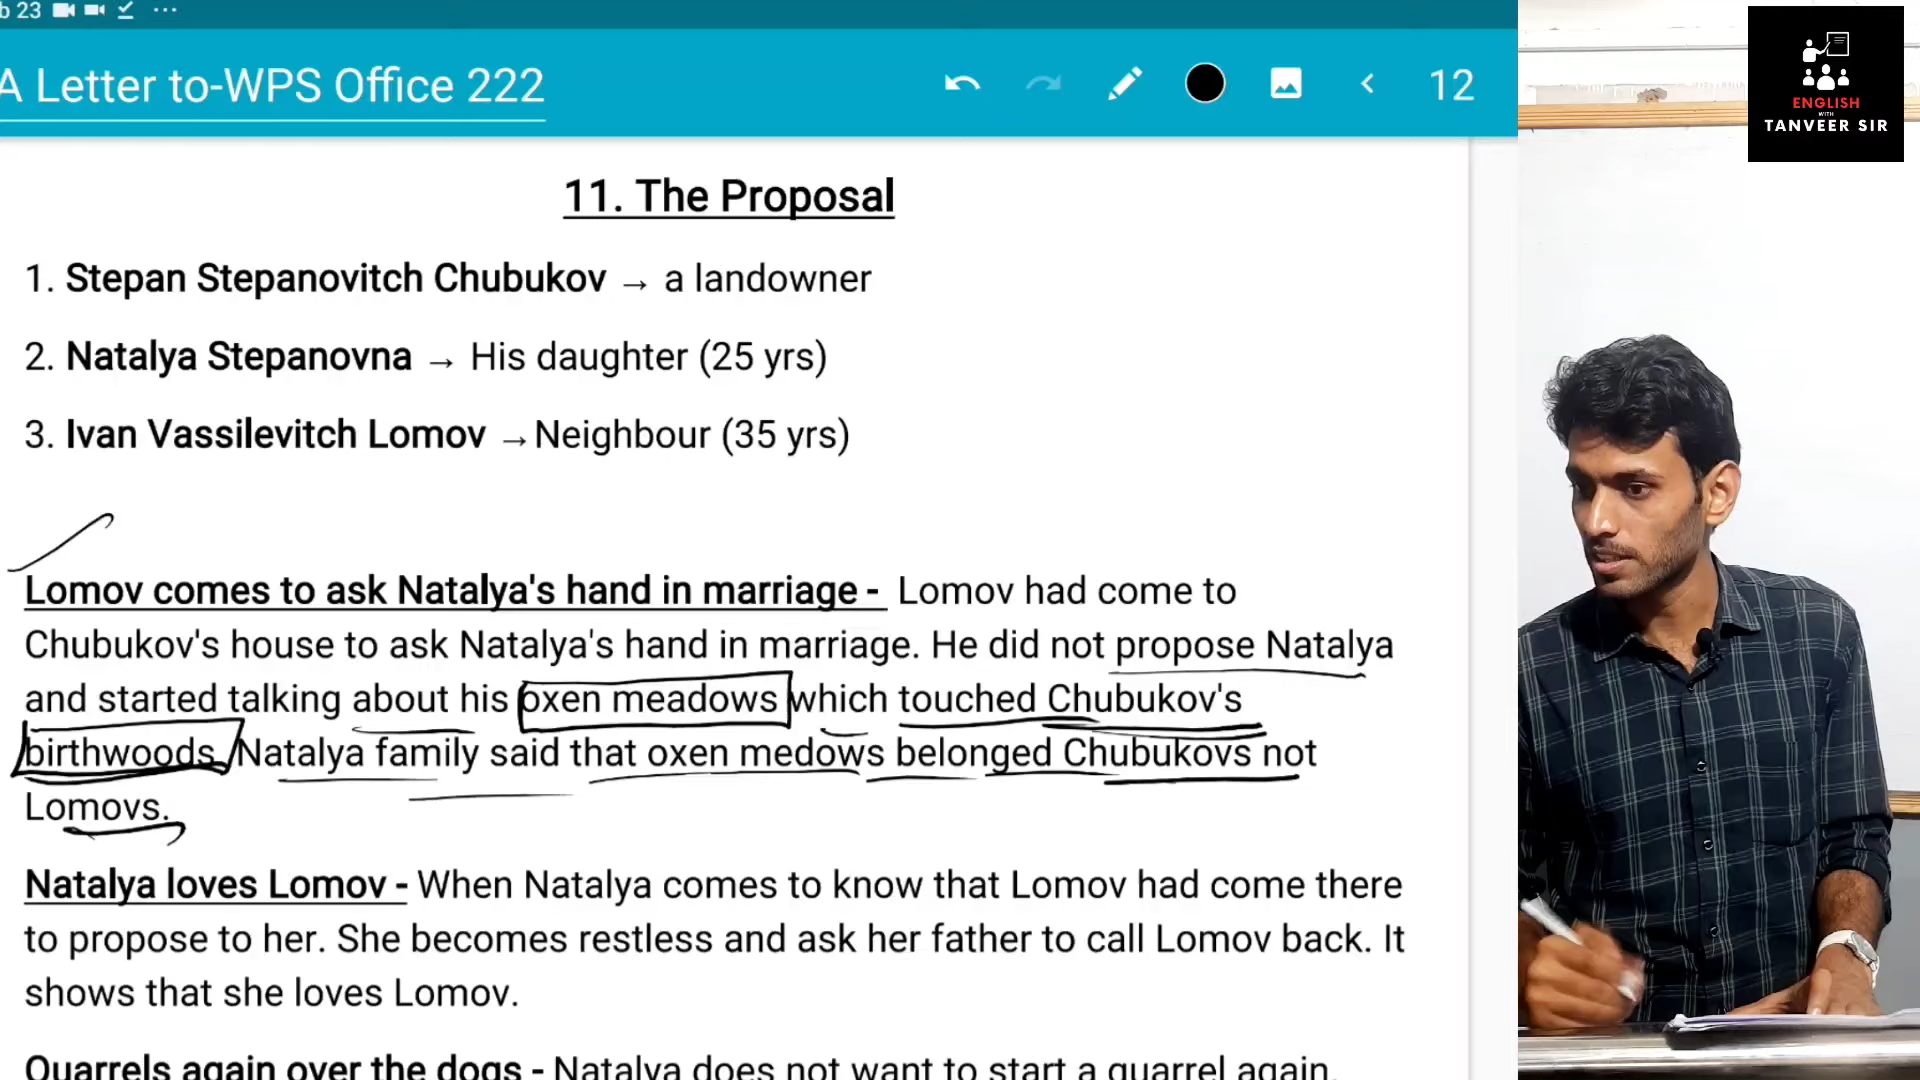 b 23
A Letter to-WPS Office 222
12
ENGLISH
WITH
TANVEER SIR
11. The Proposal
1. Stepan Stepanovitch Chubukov → a landowner
2. Natalya Stepanovna → His daughter (25 yrs)
3. Ivan Vassilevitch Lomov →Neighbour (35 yrs)
Lomov comes to ask Natalya's hand in marriage - Lomov had come to
Chubukov's house to ask Natalya's hand in marriage. He did not propose Natalya
and started talking about his oxen meadows which touched Chubukov's
birthwoods. Natalya family said that oxen medows belonged Chubukovs not
Lomovs.
Natalya loves Lomov - When Natalya comes to know that Lomov had come there
to propose to her. She becomes restless and ask her father to call Lomov back. It
shows that she loves Lomov.
Quarrels again over the dogs - Natalya does not want to start a quarrel again.